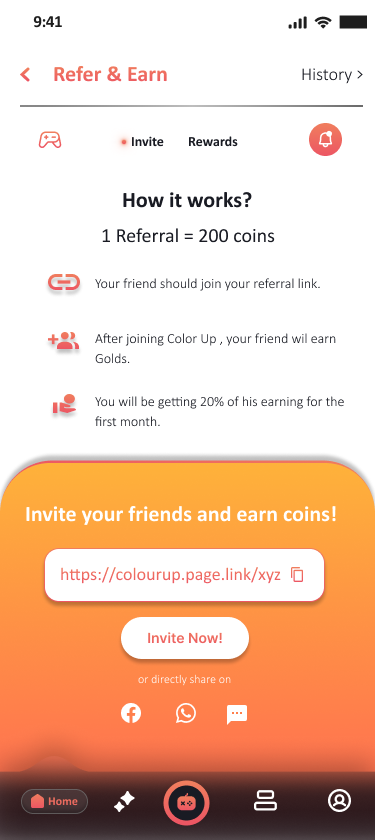 9:41
Refer & Earn
History
Invite
Rewards
How it works?
1 Referral = 200 coins
Your friend should join your referral link.
After joining Color Up , your friend wil earn
Golds.
You will be getting 20% of his earning for the
first month.
Invite your friends and earn coins!
https://colourup.page.link/xyz
Invite Now!
or directly share on
Home